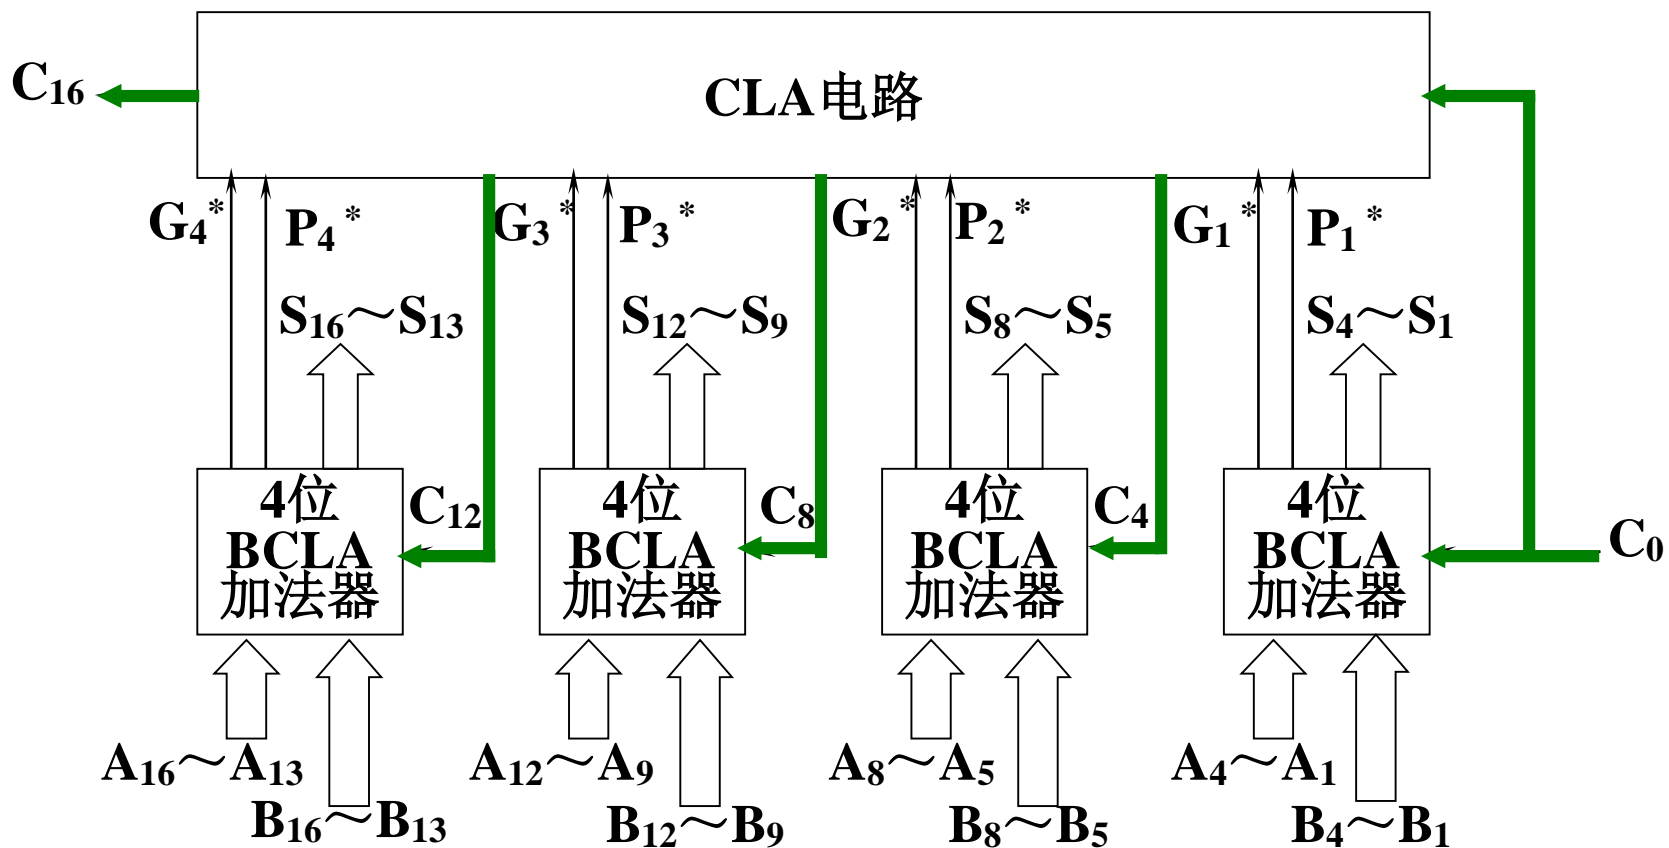 C16
CLA电路
G4* P4* G3* P3* G2* P2* G1* P1*
S16～S13 S12～S9 S8～S5 S4～S1
4位 4位 4位 4位
C12 C8 C4 C0
BCLA BCLA BCLA BCLA
加法器 加法器 加法器 加法器
A16～A13 A12～A9 A8～A5 A4～A1
B16～B13 B12～B9 B8～B5 B4～B1